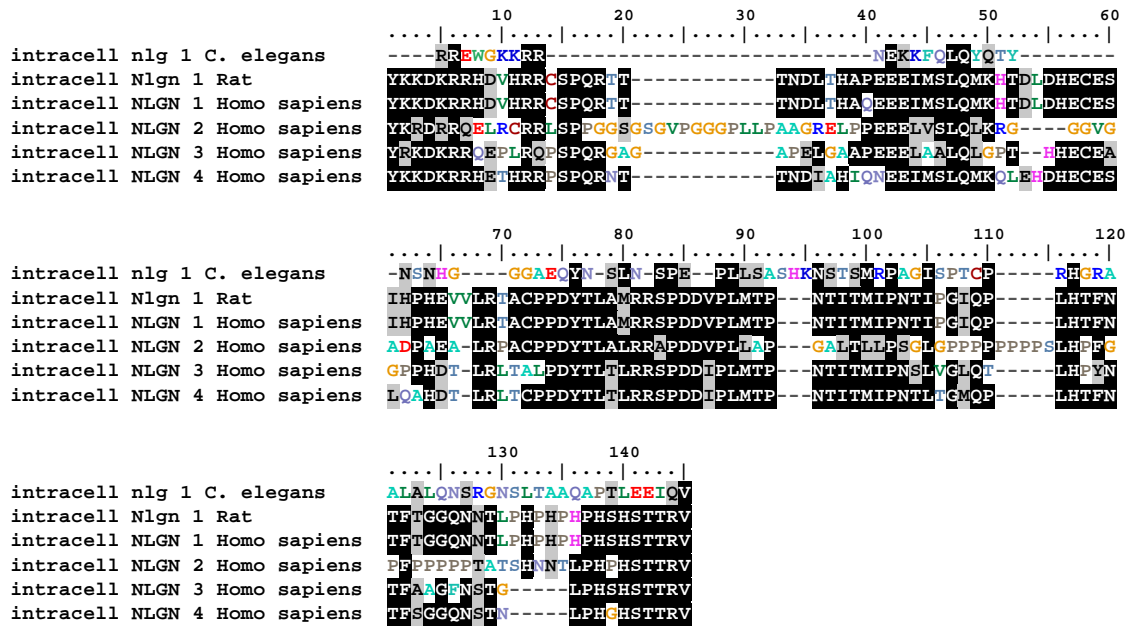 10 20 30 40 50 60
....|....|....|....|....|....|....|....|....|....|....|....|
intracell nlg 1 C. elegans ----RREWGKKRR---------------------------NEKKFQLQYQTY--------
intracell Nlgn 1 Rat YKKDKRRHDVHRRCSPQRTT------------TNDLTHAPEEEIMSLQMKHTDLDHECES
intracell NLGN 1 Homo sapiens YKKDKRRHDVHRRCSPQRTT------------TNDLTHAQEEEIMSLQMKHTDLDHECES
intracell NLGN 2 Homo sapiens YKRDRRQELRCRRLSPPGGSGSGVPGGGPLLPAAGRELPPEEELVSLQLKRG----GGVG
intracell NLGN 3 Homo sapiens YRKDKRRQEPLRQPSPQRGAG-----------APELGAAPEEELAALQLGPT--HHECEA
intracell NLGN 4 Homo sapiens YKKDKRRHETHRRPSPQRNT------------TNDIAHIQNEEIMSLQMKQLEHDHECES
70 80 90 100 110 120
....|....|....|....|....|....|....|....|....|....|....|....|
intracell nlg 1 C. elegans -NSNHG----GGAEQYN-SLN-SPE--PLLSASHKNSTSMRPAGISPTCP-----RHGRA
intracell Nlgn 1 Rat IHPHEVVLRTACPPDYTLAMRRSPDDVPLMTP---NTITMIPNTIPGIQP-----LHTFN
intracell NLGN 1 Homo sapiens IHPHEVVLRTACPPDYTLAMRRSPDDVPLMTP---NTITMIPNTIPGIQP-----LHTFN
intracell NLGN 2 Homo sapiens ADPAEA-LRPACPPDYTLALRRAPDDVPLLAP---GALTLLPSGLGPPPPPPPPSLHPFG
intracell NLGN 3 Homo sapiens GPPHDT-LRLTALPDYTLTLRRSPDDIPLMTP---NTITMIPNSLVGLQT-----LHPYN
intracell NLGN 4 Homo sapiens LQAHDT-LRLTCPPDYTLTLRRSPDDIPLMTP---NTITMIPNTLTGMQP-----LHTFN
130 140
....|....|....|....|....|
intracell nlg 1 C. elegans ALALQNSRGNSLTAAQAPTLEEIQV
intracell Nlgn 1 Rat TFTGGQNNTLPHPHPHPHSHSTTRV
intracell NLGN 1 Homo sapiens TFTGGQNNTLPHPHPHPHSHSTTRV
intracell NLGN 2 Homo sapiens PFPPPPPTATSHNNTLPHPHSTTRV
intracell NLGN 3 Homo sapiens TFAAGFNSTG-----LPHSHSTTRV
intracell NLGN 4 Homo sapiens TFSGGQNSTN-----LPHGHSTTRV